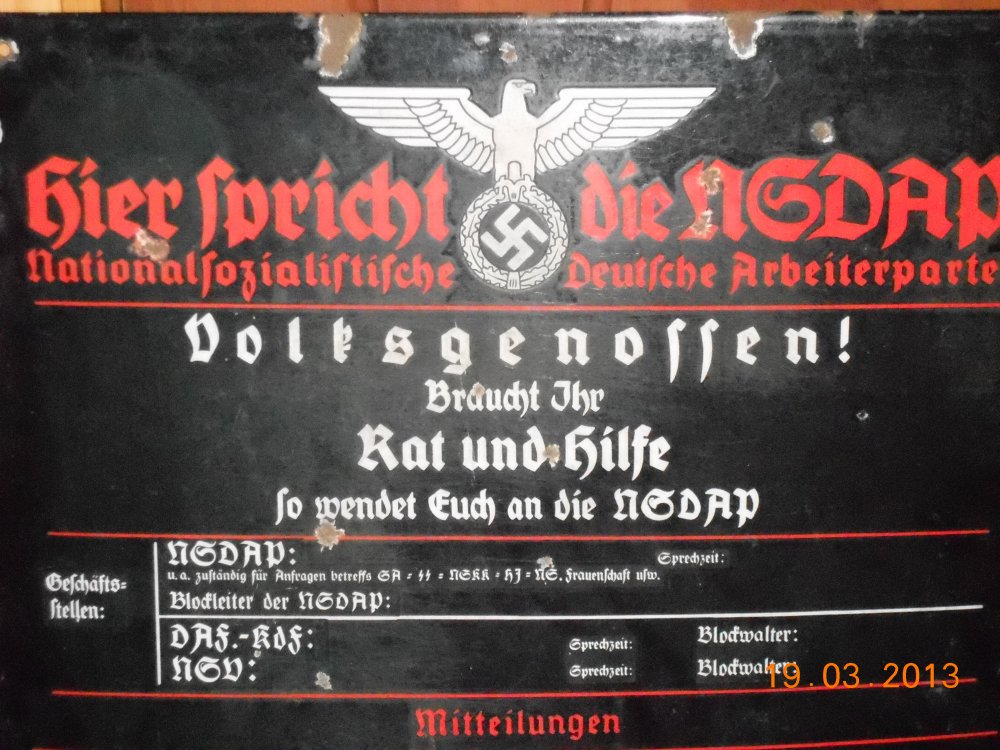 Hier spricht die NSDAP
Nationalsozialistische Deutsche Arbeiterpartei
Volksgenossen!
Braucht Ihr
Rat und Hilfe
so wendet Euch an die NSDAP
Geschäfts-
stellen:
NSDAP: Sprechzeit:
u. a. zuständig für Anfragen betreffs SA = ϟϟ = NSKK = HJ = NS. Frauenschaft usw.
Blockleiter der NSDAP:
DAF.-KdF: Sprechzeit: Blockwalter:
NSV: Sprechzeit: Blockwalter:
19.03.2013
Mitteilungen